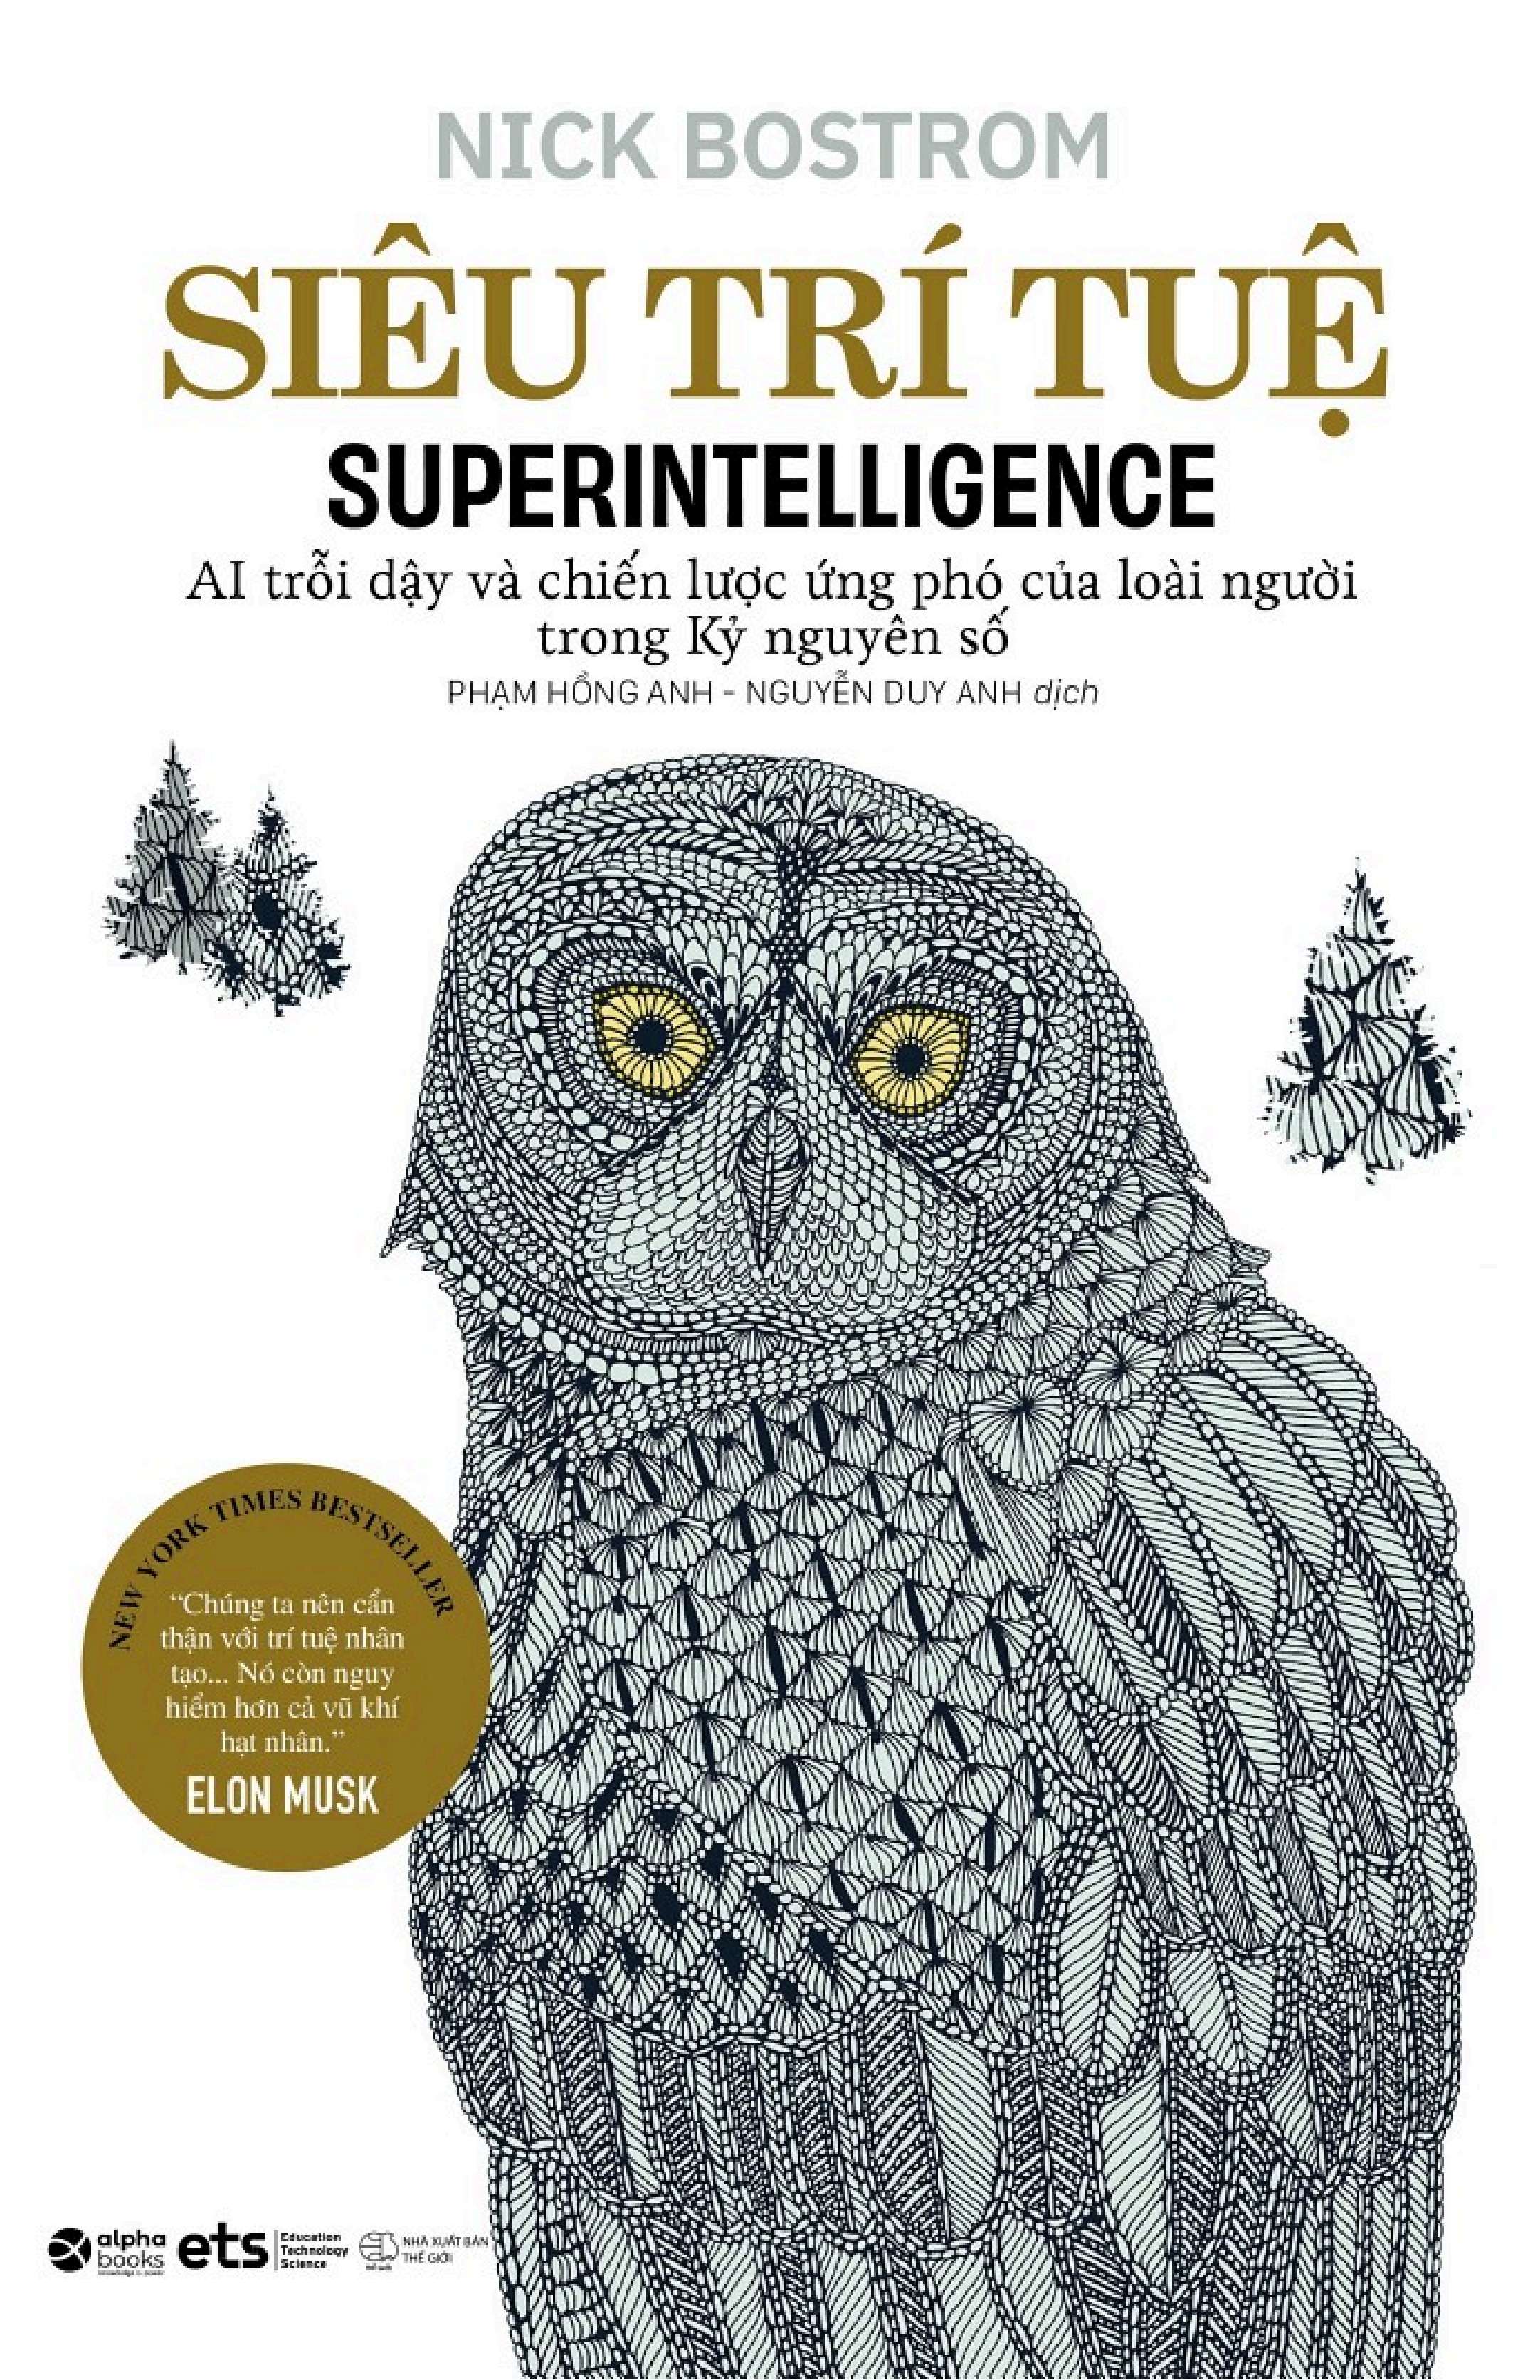 NICK BOSTROM
SIÊU TRÍ TUỆ
SUPERINTELLIGENCE
AI trỗi dậy và chiến lược ứng phó của loài người
trong Kỷ nguyên số
PHẠM HỒNG ANH - NGUYỄN DUY ANH dịch
NEW YORK TIMES BESTSELLER
“Chúng ta nên cẩn
thận với trí tuệ nhân
tạo... Nó còn nguy
hiểm hơn cả vũ khí
hạt nhân.”
ELON MUSK
alpha
books
knowledge is power
ets
Education
Technology
Science
NHÀ XUẤT BẢN
THẾ GIỚI